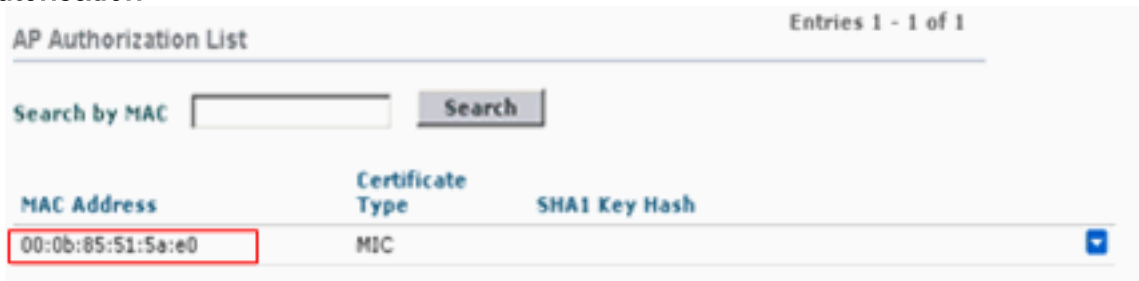 AP Authorization List
Entries 1 - 1 of 1
Search by MAC
Search
MAC Address
Certificate Type
SHA1 Key Hash
00:0b:85:51:5a:e0
MIC